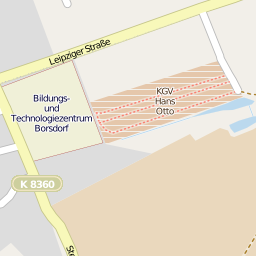 Leipziger Straße
KGV
Hans
Otto
Bildungs-
und
Technologiezentrum
Borsdorf
K 8360